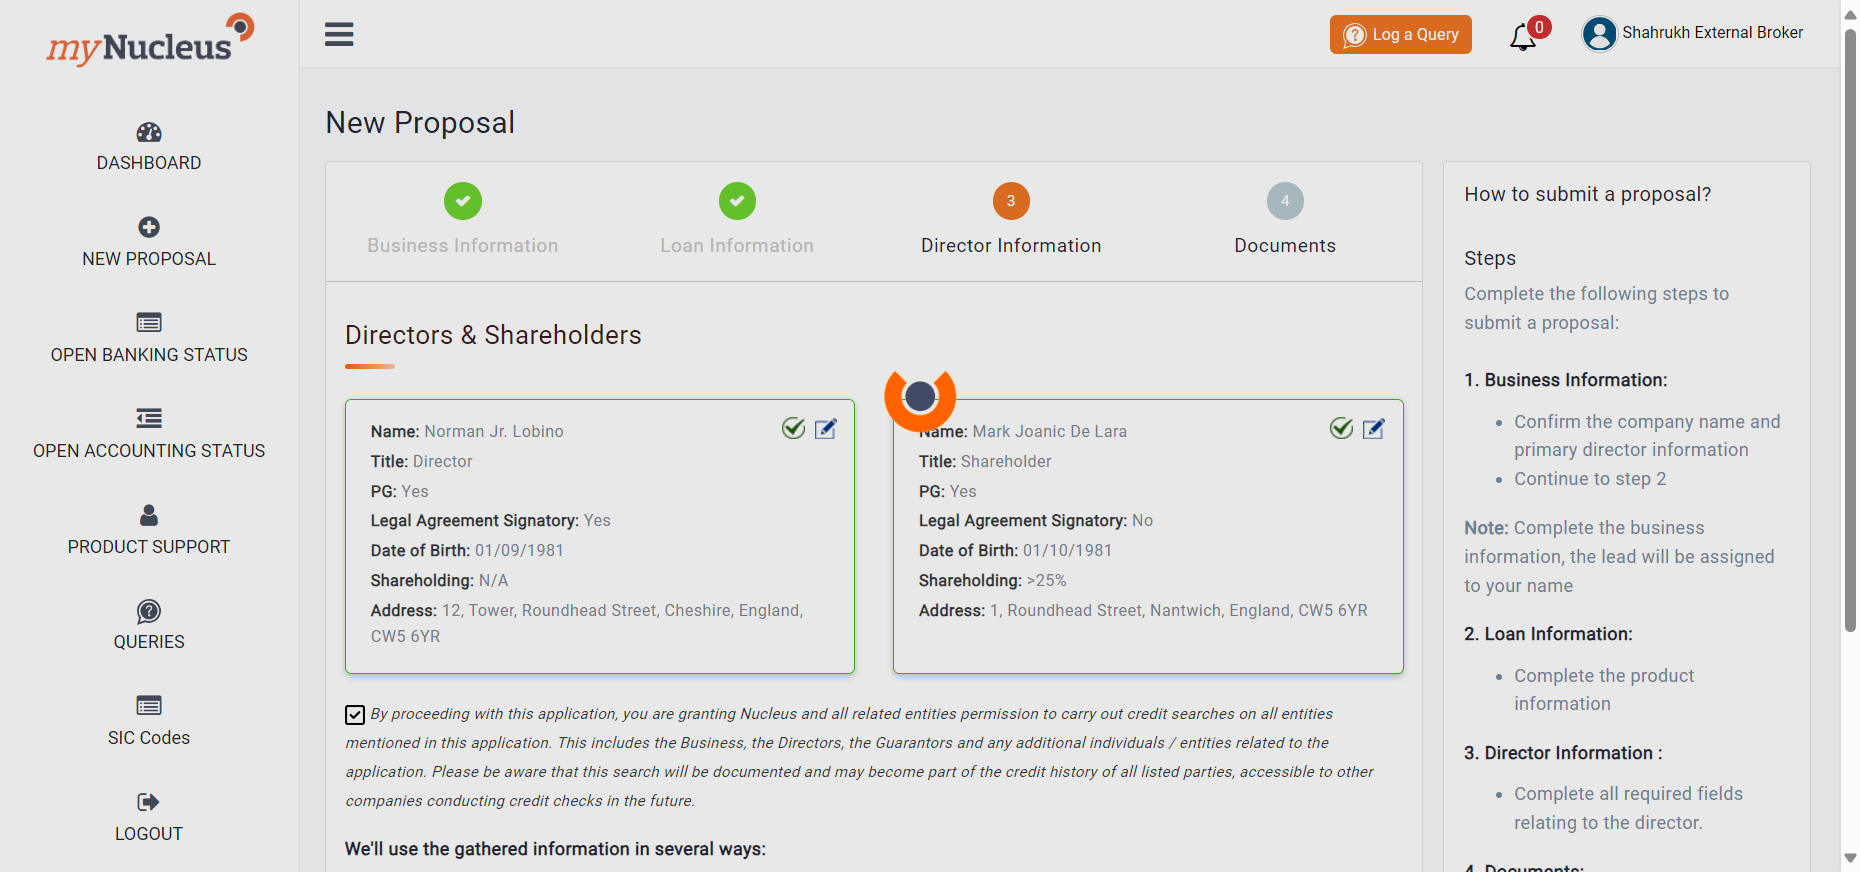 myNucleus
DASHBOARD
NEW PROPOSAL
OPEN BANKING STATUS
OPEN ACCOUNTING STATUS
PRODUCT SUPPORT
QUERIES
SIC Codes
LOGOUT
Log a Query
0
Shahrukh External Broker
New Proposal
Business Information
Loan Information
3
Director Information
4
Documents
Directors & Shareholders
Name: Norman Jr. Lobino
Title: Director
PG: Yes
Legal Agreement Signatory: Yes
Date of Birth: 01/09/1981
Shareholding: N/A
Address: 12, Tower, Roundhead Street, Cheshire, England,
CW5 6YR
Name: Mark Joanic De Lara
Title: Shareholder
PG: Yes
Legal Agreement Signatory: No
Date of Birth: 01/10/1981
Shareholding: >25%
Address: 1, Roundhead Street, Nantwich, England, CW5 6YR
By proceeding with this application, you are granting Nucleus and all related entities permission to carry out credit searches on all entities
mentioned in this application. This includes the Business, the Directors, the Guarantors and any additional individuals / entities related to the
application. Please be aware that this search will be documented and may become part of the credit history of all listed parties, accessible to other
companies conducting credit checks in the future.
We'll use the gathered information in several ways:
How to submit a proposal?
Steps
Complete the following steps to
submit a proposal:
1. Business Information:
• Confirm the company name and
primary director information
• Continue to step 2
Note: Complete the business
information, the lead will be assigned
to your name
2. Loan Information:
• Complete the product
information
3. Director Information :
• Complete all required fields
relating to the director.
4. Documents: